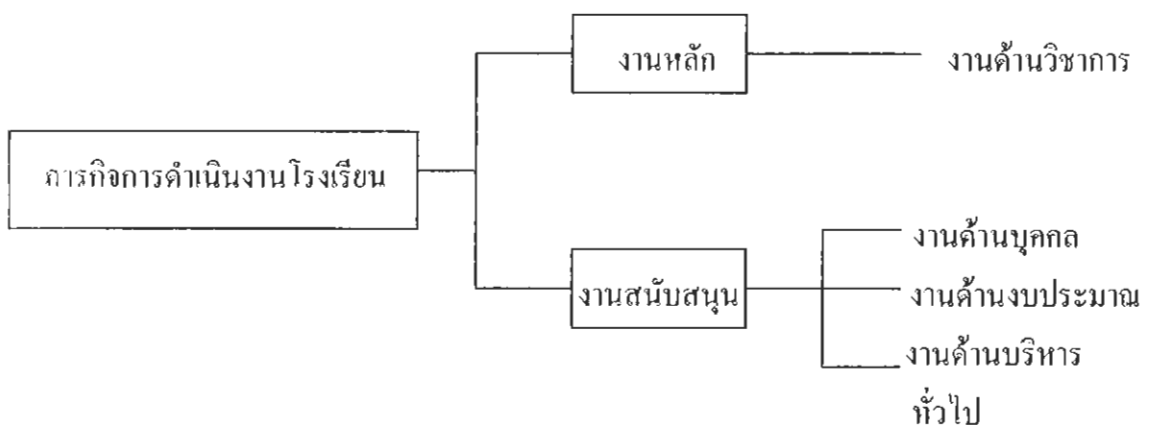 งานหลัก
งานด้านวิชาการ
ภารกิจการดำเนินงานโรงเรียน
งานสนับสนุน
งานด้านบุคคล
งานด้านงบประมาณ
งานด้านบริหาร
ทั่วไป